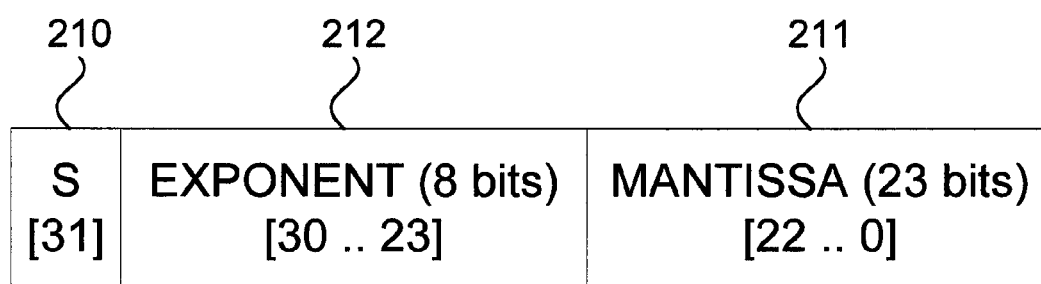 210 212 211
S EXPONENT (8 bits) MANTISSA (23 bits)
[31] [30 .. 23] [22 .. 0]